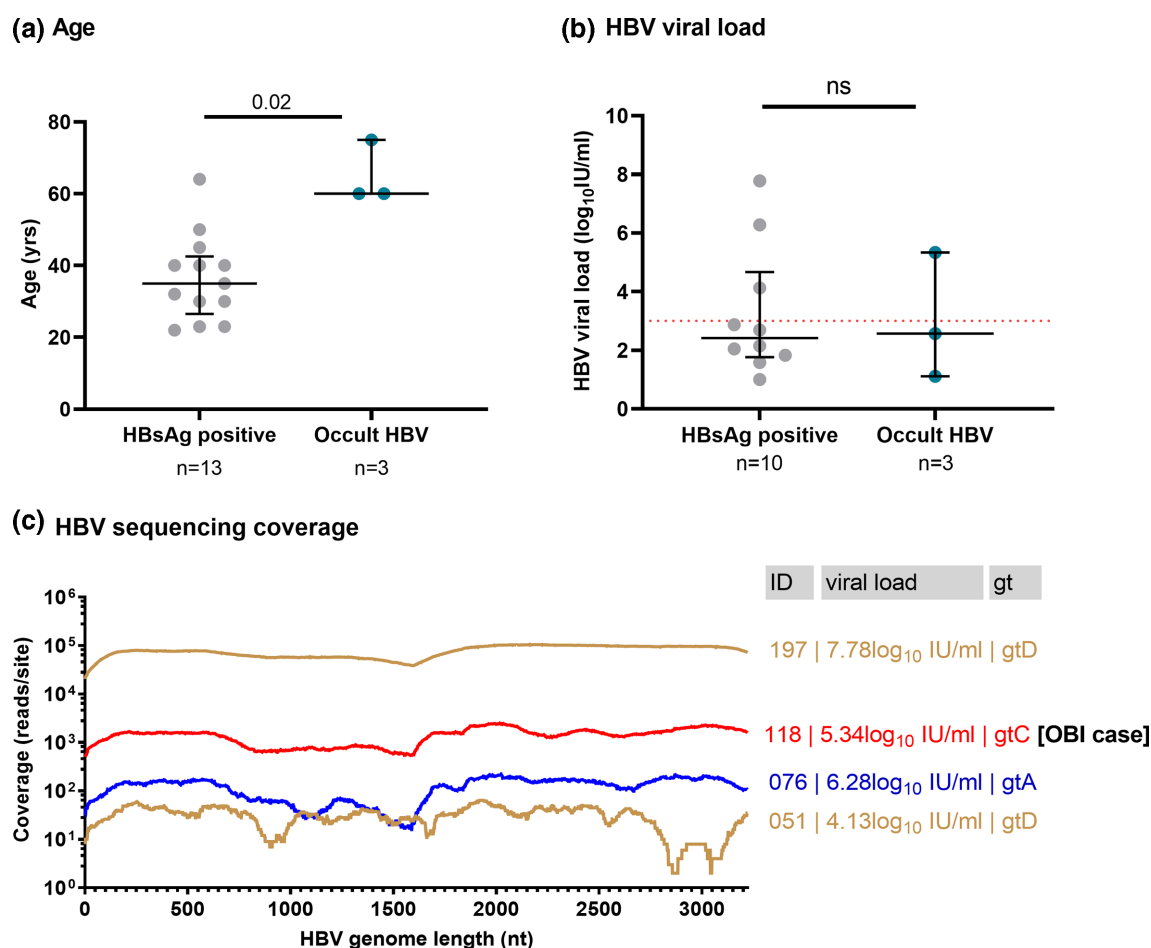 (a) Age
0.02
80
60
40
20
0
Age (yrs)
HBsAg positive
Occult HBV
n=13
n=3
(b) HBV viral load
ns
10
8
6
4
2
0
HBV viral load (log10IU/ml)
HBsAg positive
Occult HBV
n=10
n=3
(c) HBV sequencing coverage
10^6
10^5
10^4
10^3
10^2
10^1
10^0
Coverage (reads/site)
0 500 1000 1500 2000 2500 3000
HBV genome length (nt)
ID viral load gt
197 | 7.78log10 IU/ml | gtD
118 | 5.34log10 IU/ml | gtC [OBI case]
076 | 6.28log10 IU/ml | gtA
051 | 4.13log10 IU/ml | gtD